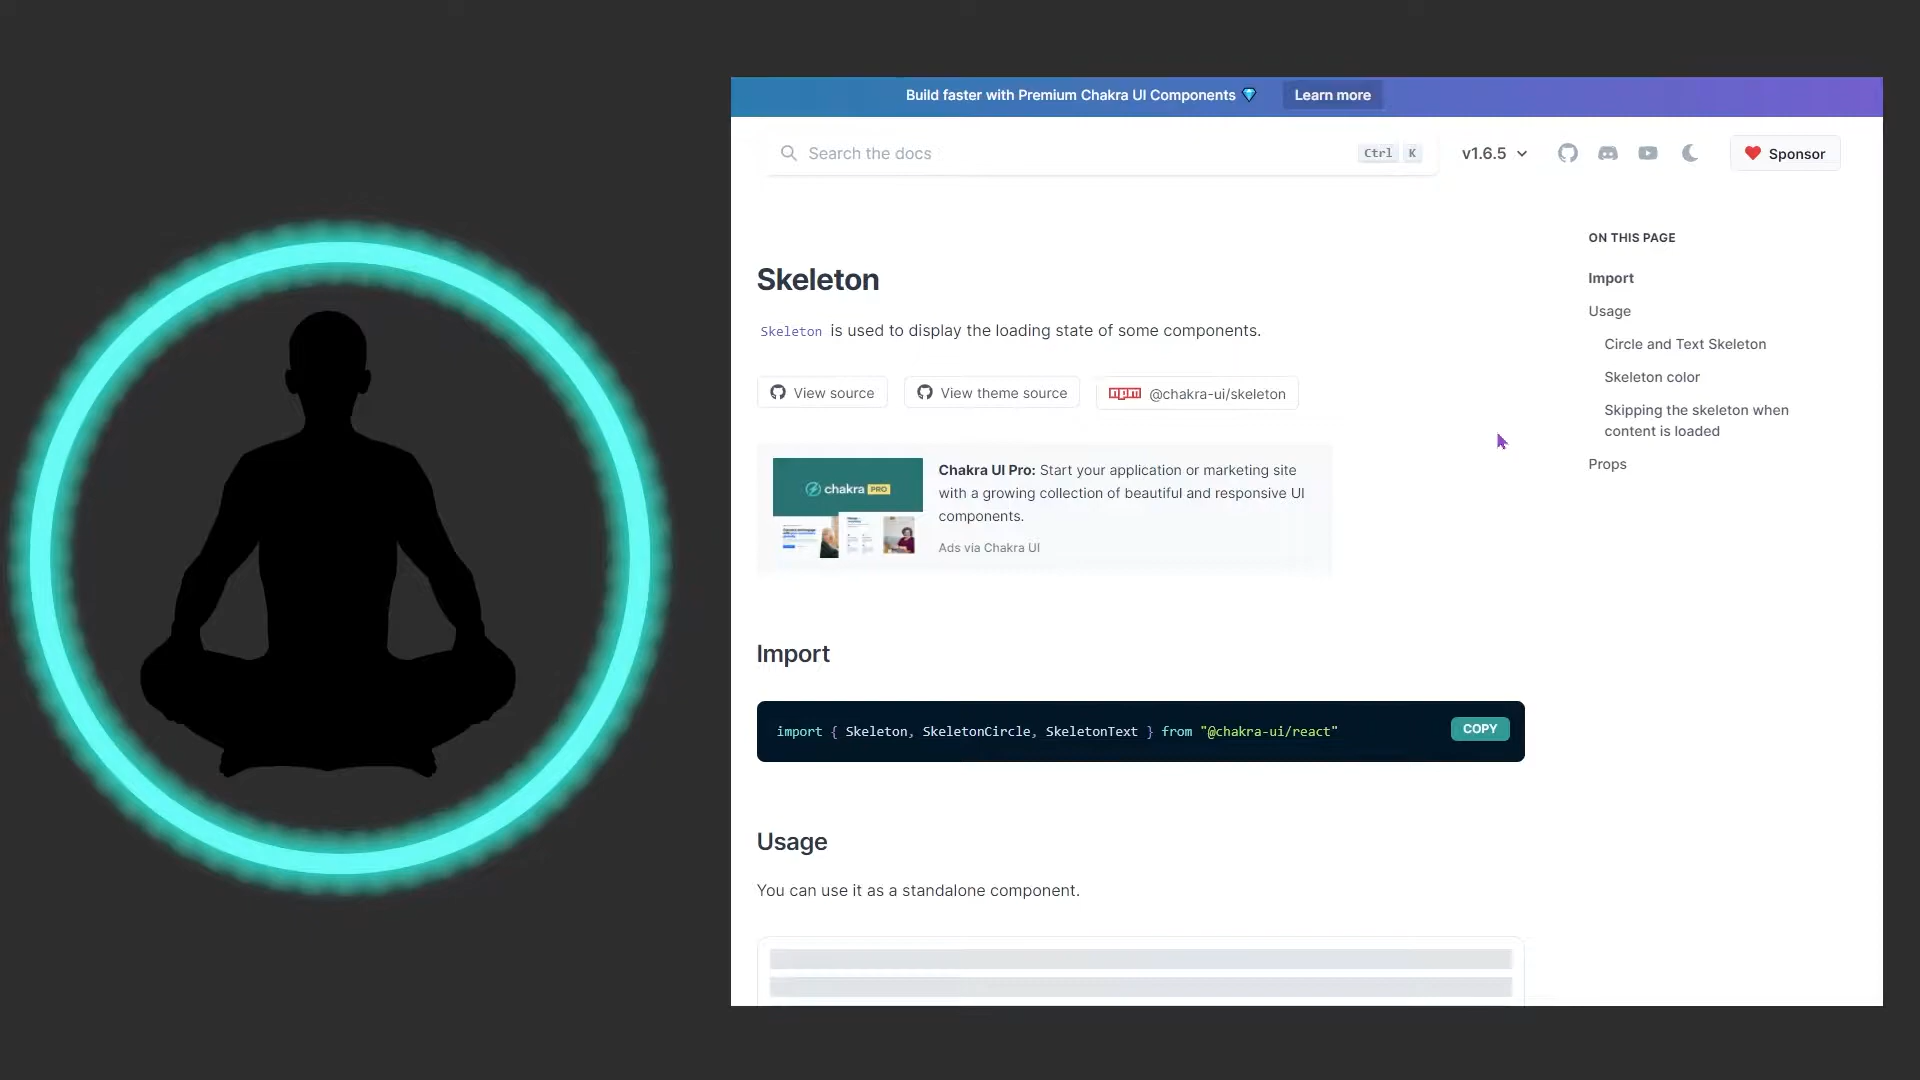 Build faster with Premium Chakra UI Components
Learn more
Search the docs
Ctrl K
v1.6.5
Sponsor
Skeleton
Skeleton is used to display the loading state of some components.
View source
View theme source
npm @chakra-ui/skeleton
chakra PRO
Chakra UI Pro: Start your application or marketing site
with a growing collection of beautiful and responsive UI
components.
Ads via Chakra UI
Import
import { Skeleton, SkeletonCircle, SkeletonText } from "@chakra-ui/react"
COPY
Usage
You can use it as a standalone component.
ON THIS PAGE
Import
Usage
Circle and Text Skeleton
Skeleton color
Skipping the skeleton when
content is loaded
Props